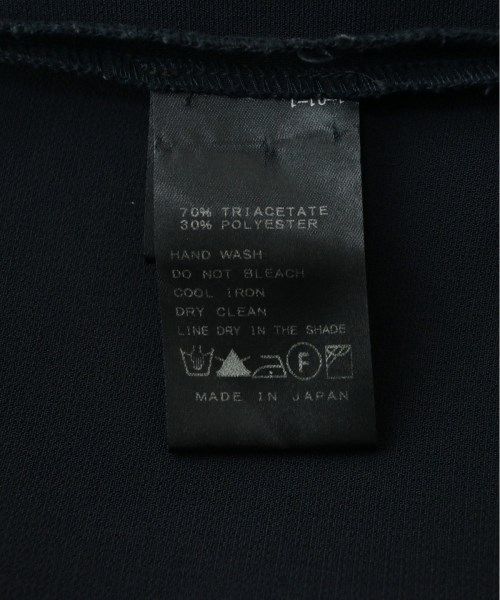 70% TRIACETATE
30% POLYESTER
HAND WASH
DO NOT BLEACH
COOL IRON
DRY CLEAN
LINE DRY IN THE SHADE
F
MADE IN JAPAN